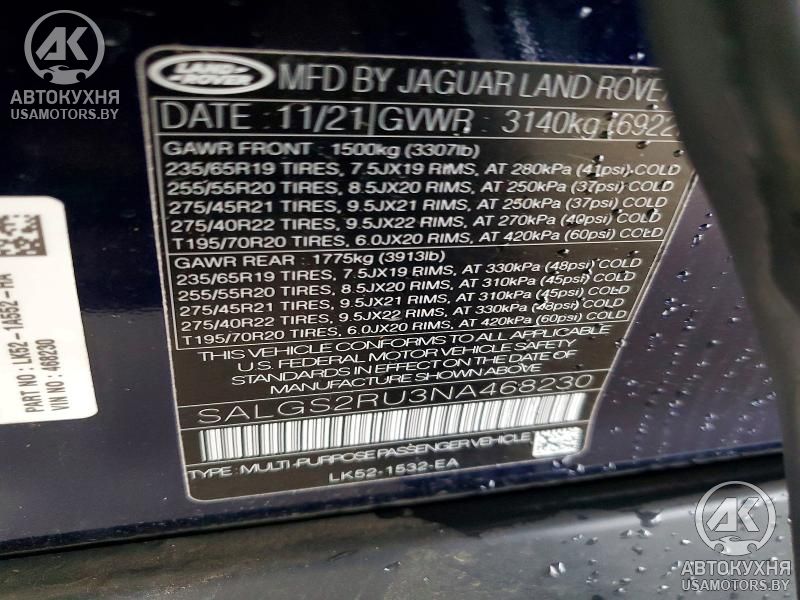 АВТОКУХНЯ
USAMOTORS.BY
LAND-
-ROVER
MFD BY JAGUAR LAND ROVER
DATE: 11/21 GVWR : 3140kg (6922
GAWR FRONT : 1500kg (3307lb)
235/65R19 TIRES, 7.5JX19 RIMS, AT 280kPa (41psi) COLD
255/55R20 TIRES, 8.5JX20 RIMS, AT 250kPa (37psi) COLD
275/45R21 TIRES, 9.5JX21 RIMS, AT 250kPa (37psi) COLD
275/40R22 TIRES, 9.5JX22 RIMS, AT 270kPa (40psi) COLD
T195/70R20 TIRES, 6.0JX20 RIMS, AT 420kPa (60psi) COLD
GAWR REAR : 1775kg (3913lb)
235/65R19 TIRES, 7.5JX19 RIMS, AT 330kPa (48psi) COLD
255/55R20 TIRES, 8.5JX20 RIMS, AT 310kPa (45psi) COLD
275/45R21 TIRES, 9.5JX21 RIMS, AT 310kPa (45psi) COLD
275/40R22 TIRES, 9.5JX22 RIMS, AT 330kPa (48psi) COLD
T195/70R20 TIRES, 6.0JX20 RIMS, AT 420kPa (60psi) COLD
THIS VEHICLE CONFORMS TO ALL APPLICABLE
U.S. FEDERAL MOTOR VEHICLE SAFETY
STANDARDS IN EFFECT ON THE DATE OF
MANUFACTURE SHOWN ABOVE
SALGS2RU3NA468230
TYPE: MULTI-PURPOSE PASSENGER VEHICLE
LK52-1532-EA
PART NO : LK52-1A552-HA
VIN NO : 468230
АВТОКУХНЯ
USAMOTORS.BY